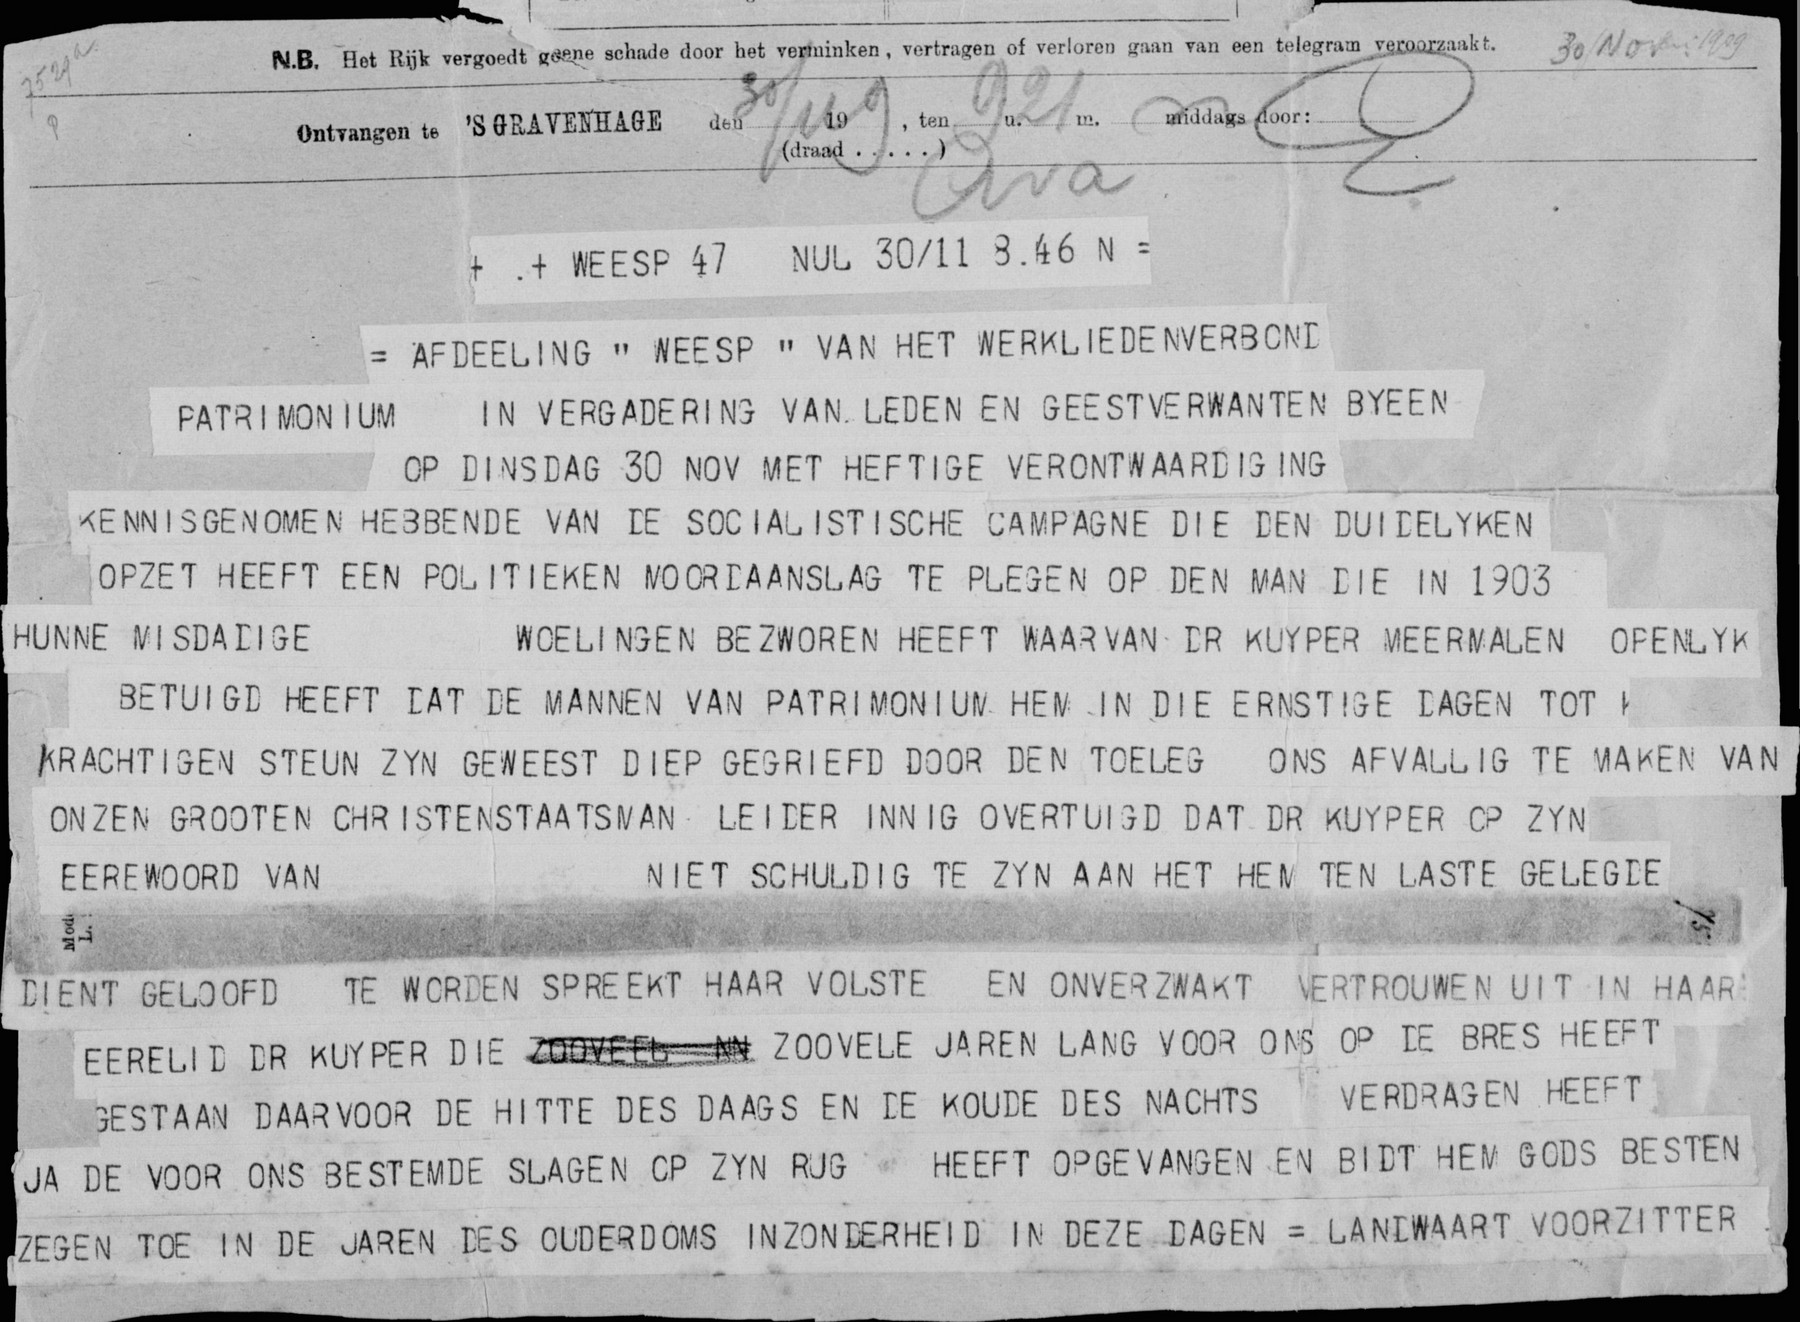 N.B. Het Rijk vergoedt geene schade door het verminken, vertragen of verloren gaan van een telegram veroorzaakt.
30 Nov 1909
7529a
P
Ontvangen te 'S GRAVENHAGE den 30/11 1909, ten 9 u. 21 m. middags door:
(draad . . . . . )
+ .+ WEESP 47 NUL 30/11 8.46 N =
= AFDEELING " WEESP " VAN HET WERKLIEDENVERBOND
PATRIMONIUM IN VERGADERING VAN LEDEN EN GEESTVERWANTEN BYEEN
OP DINSDAG 30 NOV MET HEFTIGE VERONTWAARDIGING
KENNISGENOMEN HEBBENDE VAN DE SOCIALISTISCHE CAMPAGNE DIE DEN DUIDELYKEN
OPZET HEEFT EEN POLITIEKEN MOORDAANSLAG TE PLEGEN OP DEN MAN DIE IN 1903
HUNNE MISDADIGE WOELINGEN BEZWOREN HEEFT WAARVAN DR KUYPER MEERMALEN OPENLYK
BETUIGD HEEFT DAT DE MANNEN VAN PATRIMONIUM HEM IN DIE ERNSTIGE DAGEN TOT K
KRACHTIGEN STEUN ZYN GEWEEST DIEP GEGRIEFD DOOR DEN TOELEG ONS AFVALLIG TE MAKEN VAN
ONZEN GROOTEN CHRISTENSTAATSMAN LEIDER INNIG OVERTUIGD DAT DR KUYPER OP ZYN
EEREWOORD VAN NIET SCHULDIG TE ZYN AAN HET HEM TEN LASTE GELEGDE
Mod.
L.
DIENT GELOOFD TE WORDEN SPREEKT HAAR VOLSTE EN ONVERZWAKT VERTROUWEN UIT IN HAAR
EERELID DR KUYPER DIE ZOOVEEL NN ZOOVELE JAREN LANG VOOR ONS OP DE BRES HEEFT
GESTAAN DAARVOOR DE HITTE DES DAAGS EN DE KOUDE DES NACHTS VERDRAGEN HEEFT
JA DE VOOR ONS BESTEMDE SLAGEN OP ZYN RUG HEEFT OPGEVANGEN EN BIDT HEM GODS BESTEN
ZEGEN TOE IN DE JAREN DES OUDERDOMS INZONDERHEID IN DEZE DAGEN = LANDWAART VOORZITTER